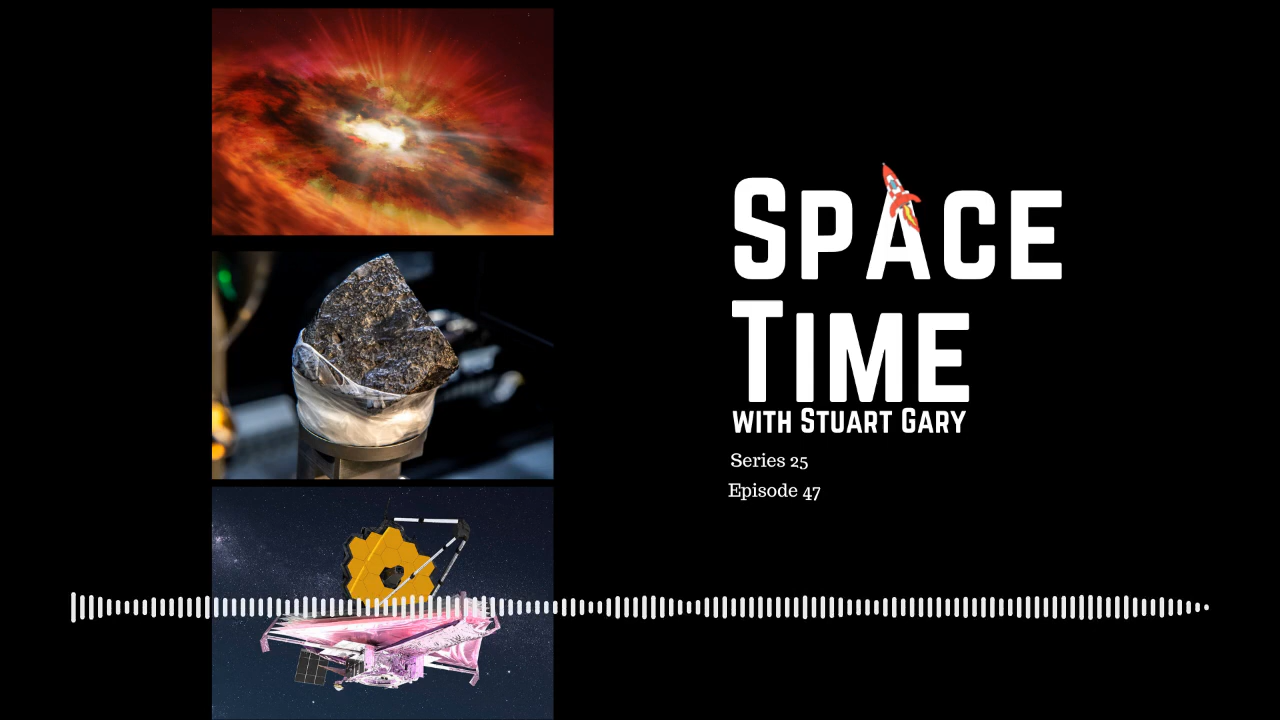 SPACE
TIME
WITH STUART GARY
Series 25
Episode 47